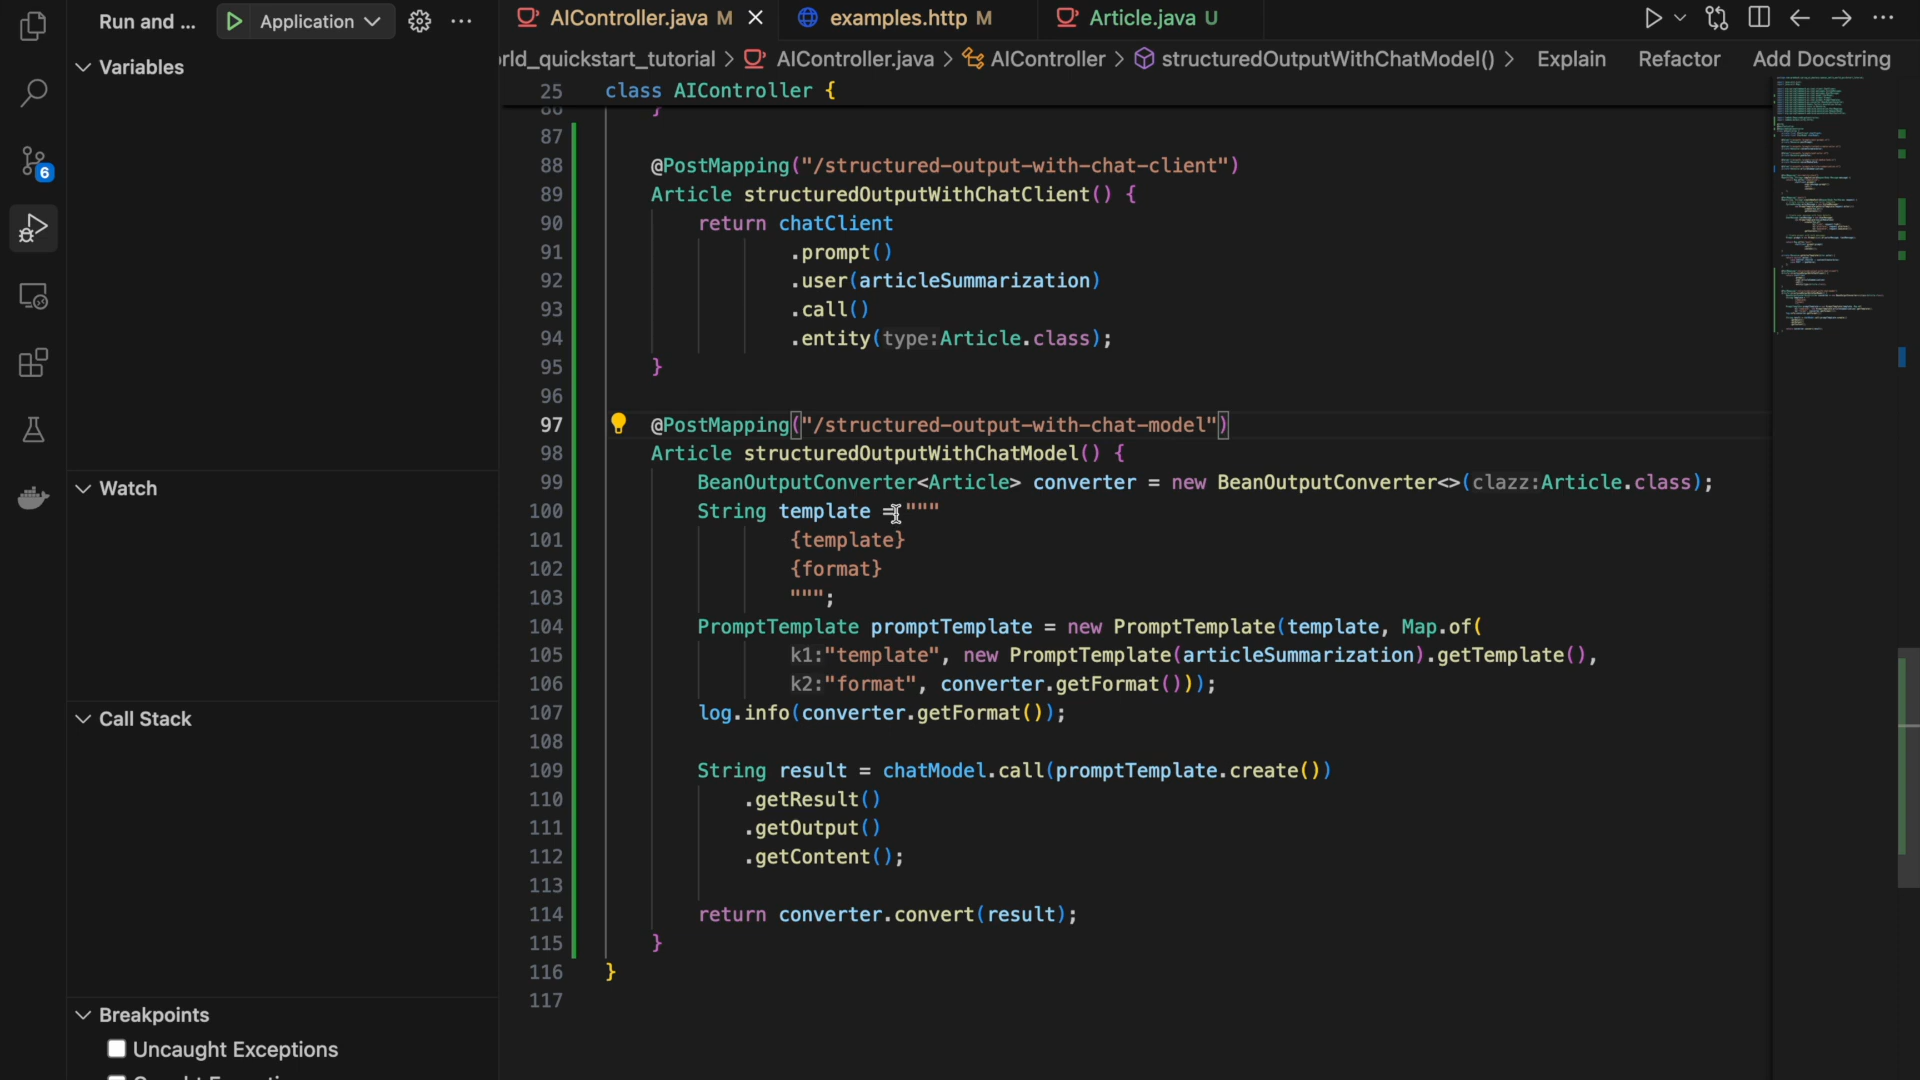 Run and ... Application ...
AIController.java M
examples.http M
Article.java U
rld_quickstart_tutorial > AIController.java > AIController > structuredOutputWithChatModel() > Explain Refactor Add Docstring
Variables
6
Watch
Call Stack
Breakpoints
Uncaught Exceptions
25 class AIController {
86 }
87
88 @PostMapping("/structured-output-with-chat-client")
89 Article structuredOutputWithChatClient() {
90 return chatClient
91 .prompt()
92 .user(articleSummarization)
93 .call()
94 .entity(type:Article.class);
95 }
96
97 @PostMapping("/structured-output-with-chat-model")
98 Article structuredOutputWithChatModel() {
99 BeanOutputConverter<Article> converter = new BeanOutputConverter<>(clazz:Article.class);
100 String template = """
101 {template}
102 {format}
103 """;
104 PromptTemplate promptTemplate = new PromptTemplate(template, Map.of(
105 k1:"template", new PromptTemplate(articleSummarization).getTemplate(),
106 k2:"format", converter.getFormat()));
107 log.info(converter.getFormat());
108
109 String result = chatModel.call(promptTemplate.create())
110 .getResult()
111 .getOutput()
112 .getContent();
113
114 return converter.convert(result);
115 }
116 }
117